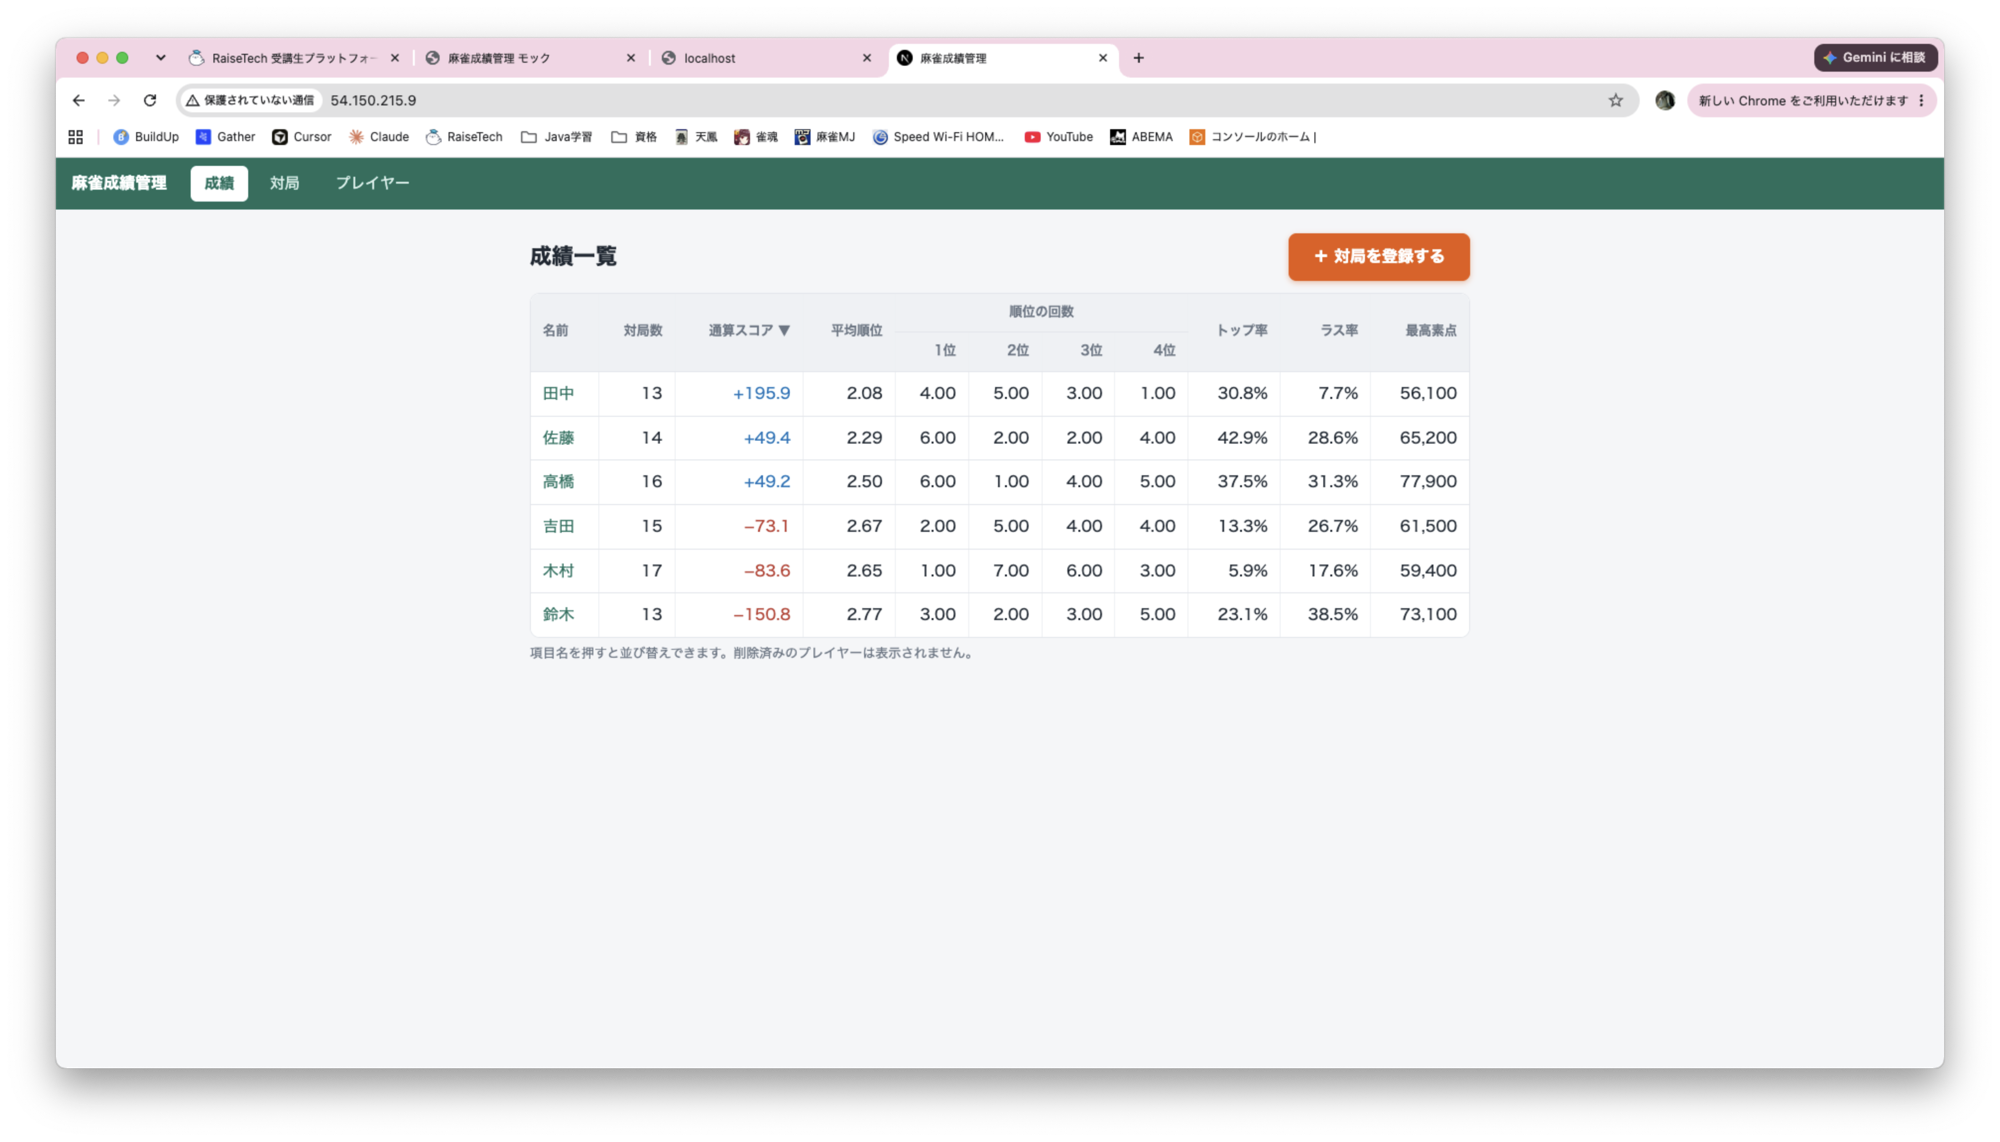 RaiseTech 受講生プラットフォー
麻雀成績管理 モック
localhost
麻雀成績管理
Gemini に相談
保護されていない通信 54.150.215.9
新しい Chrome をご利用いただけます
BuildUp Gather Cursor Claude RaiseTech Java学習 資格 天鳳 雀魂 麻雀MJ Speed Wi-Fi HOM... YouTube ABEMA コンソールのホーム |
麻雀成績管理 成績 対局 プレイヤー
成績一覧
+ 対局を登録する
名前 対局数 通算スコア ▼ 平均順位 順位の回数 トップ率 ラス率 最高素点
1位 2位 3位 4位
田中 13 +195.9 2.08 4.00 5.00 3.00 1.00 30.8% 7.7% 56,100
佐藤 14 +49.4 2.29 6.00 2.00 2.00 4.00 42.9% 28.6% 65,200
高橋 16 +49.2 2.50 6.00 1.00 4.00 5.00 37.5% 31.3% 77,900
吉田 15 −73.1 2.67 2.00 5.00 4.00 4.00 13.3% 26.7% 61,500
木村 17 −83.6 2.65 1.00 7.00 6.00 3.00 5.9% 17.6% 59,400
鈴木 13 −150.8 2.77 3.00 2.00 3.00 5.00 23.1% 38.5% 73,100
項目名を押すと並び替えできます。削除済みのプレイヤーは表示されません。